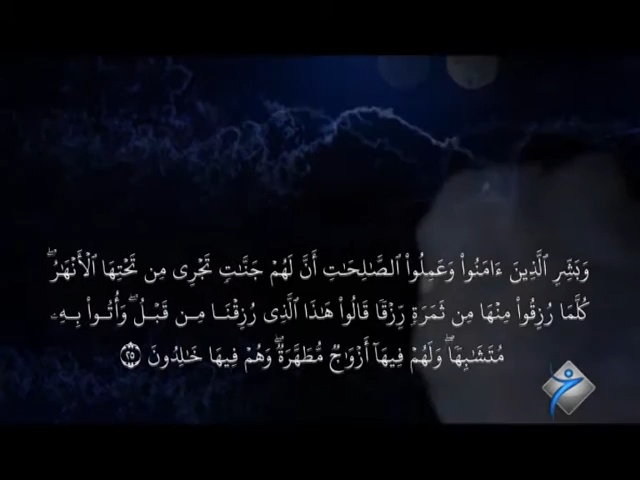 وَبَشِّرِ ٱلَّذِينَ ءَامَنُوا۟ وَعَمِلُوا۟ ٱلصَّـٰلِحَـٰتِ أَنَّ لَهُمْ جَنَّـٰتٍ تَجْرِى مِن تَحْتِهَا ٱلْأَنْهَـٰرُ ۖ
كُلَّمَا رُزِقُوا۟ مِنْهَا مِن ثَمَرَةٍ رِّزْقًا قَالُوا۟ هَـٰذَا ٱلَّذِى رُزِقْنَا مِن قَبْلُ ۖ وَأُتُوا۟ بِهِۦ
مُتَشَـٰبِهًا ۖ وَلَهُمْ فِيهَآ أَزْوَٰجٌ مُّطَهَّرَةٌ ۖ وَهُمْ فِيهَا خَـٰلِدُونَ ٢٥